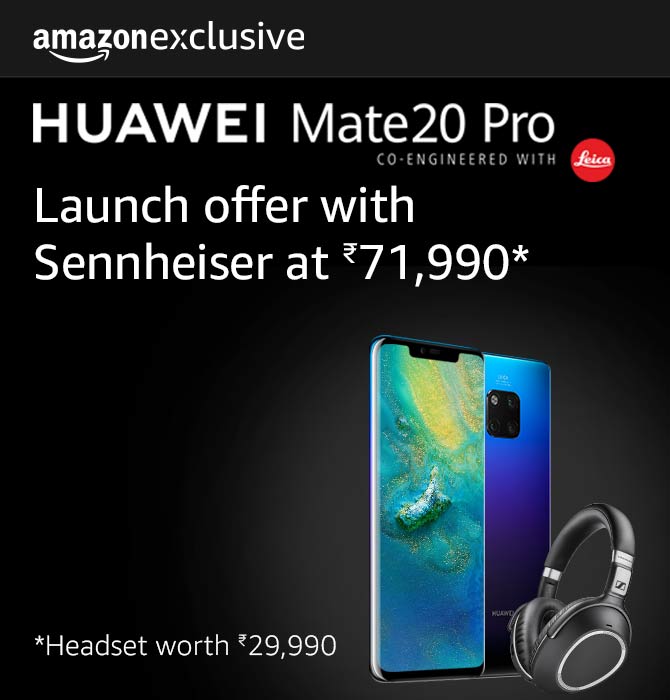 amazonexclusive
HUAWEI Mate20 Pro
CO-ENGINEERED WITH Leica
Launch offer with
Sennheiser at ₹71,990*
LEICA
HUAWEI
*Headset worth ₹29,990